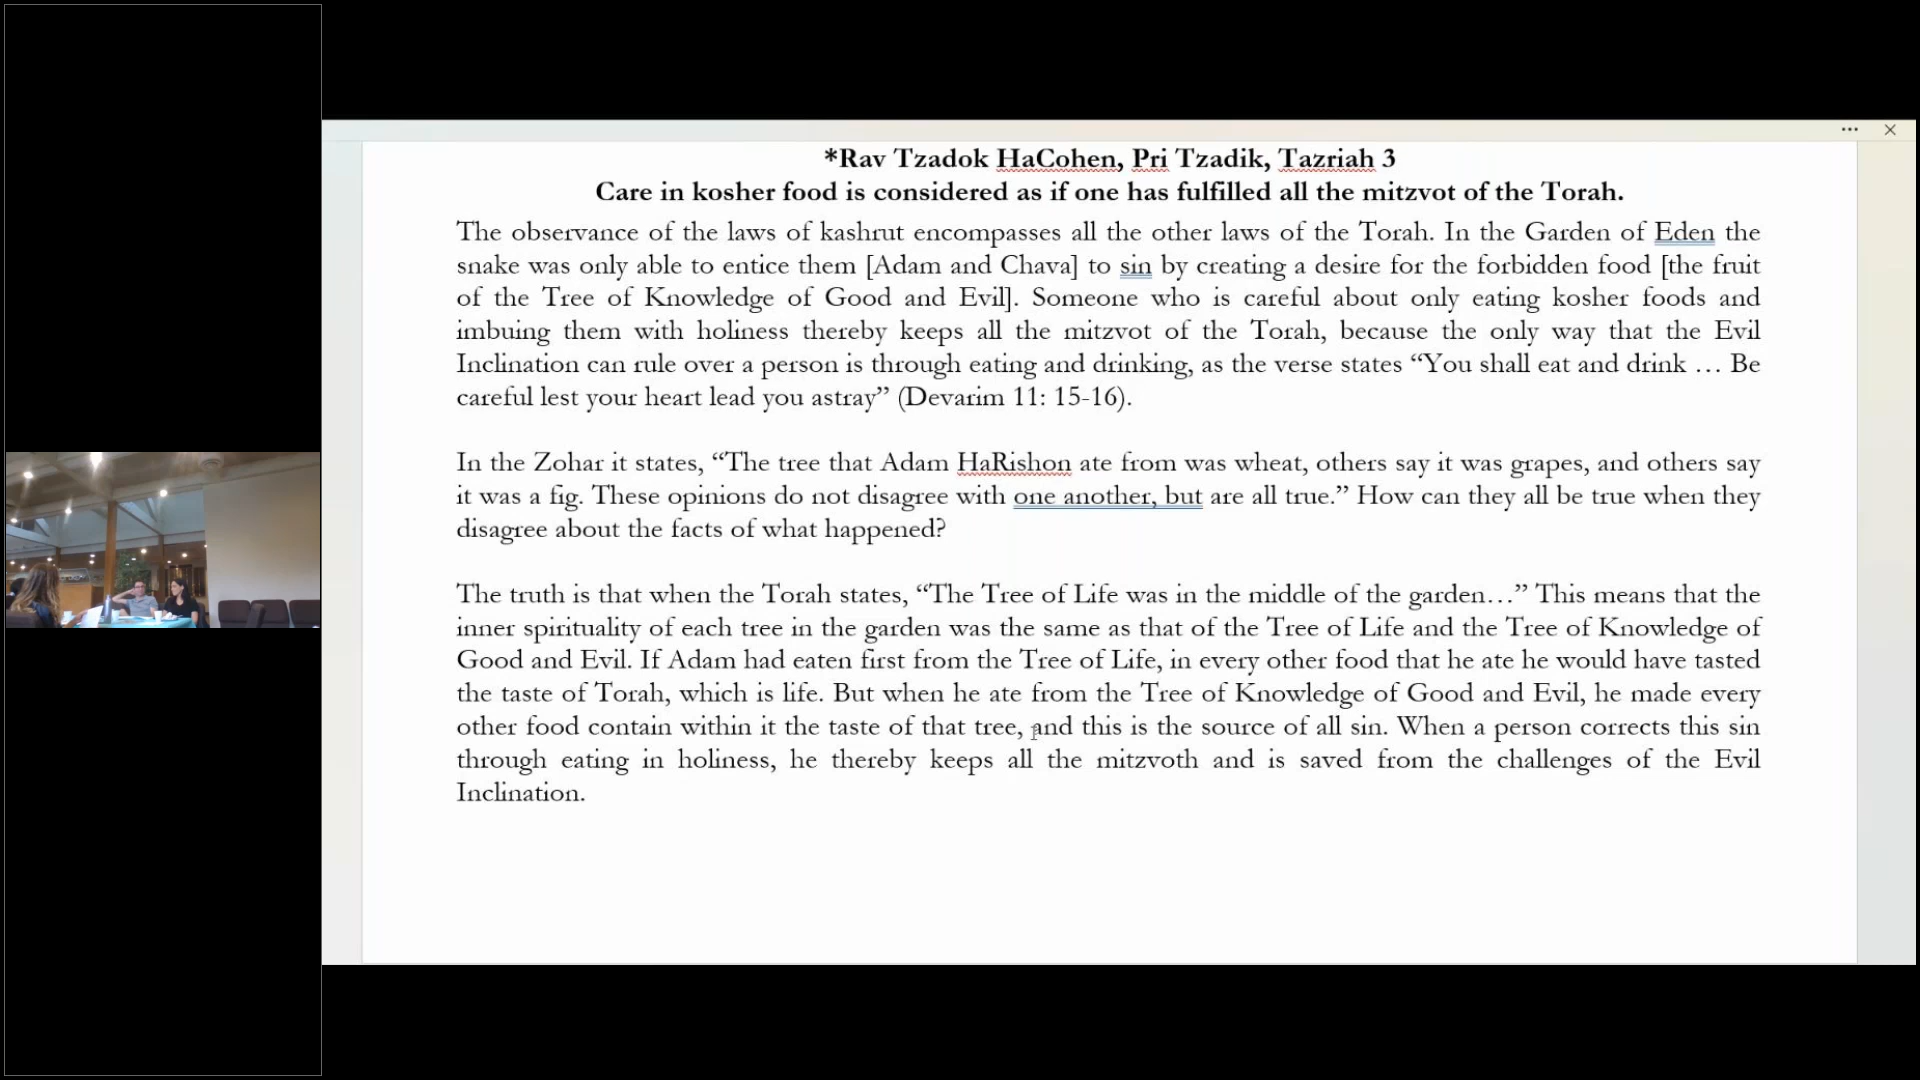 *Rav Tzadok HaCohen, Pri Tzadik, Tazriah 3
Care in kosher food is considered as if one has fulfilled all the mitzvot of the Torah.
The observance of the laws of kashrut encompasses all the other laws of the Torah. In the Garden of Eden the
snake was only able to entice them [Adam and Chava] to sin by creating a desire for the forbidden food [the fruit
of the Tree of Knowledge of Good and Evil]. Someone who is careful about only eating kosher foods and
imbuing them with holiness thereby keeps all the mitzvot of the Torah, because the only way that the Evil
Inclination can rule over a person is through eating and drinking, as the verse states “You shall eat and drink … Be
careful lest your heart lead you astray” (Devarim 11: 15-16).
In the Zohar it states, “The tree that Adam HaRishon ate from was wheat, others say it was grapes, and others say
it was a fig. These opinions do not disagree with one another, but are all true.” How can they all be true when they
disagree about the facts of what happened?
The truth is that when the Torah states, “The Tree of Life was in the middle of the garden…” This means that the
inner spirituality of each tree in the garden was the same as that of the Tree of Life and the Tree of Knowledge of
Good and Evil. If Adam had eaten first from the Tree of Life, in every other food that he ate he would have tasted
the taste of Torah, which is life. But when he ate from the Tree of Knowledge of Good and Evil, he made every
other food contain within it the taste of that tree, and this is the source of all sin. When a person corrects this sin
through eating in holiness, he thereby keeps all the mitzvoth and is saved from the challenges of the Evil
Inclination.